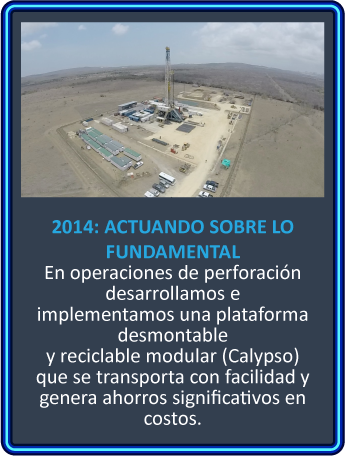 2014: ACTUANDO SOBRE LO
FUNDAMENTAL
En operaciones de perforación
desarrollamos e
implementamos una plataforma
desmontable
y reciclable modular (Calypso)
que se transporta con facilidad y
genera ahorros significativos en
costos.